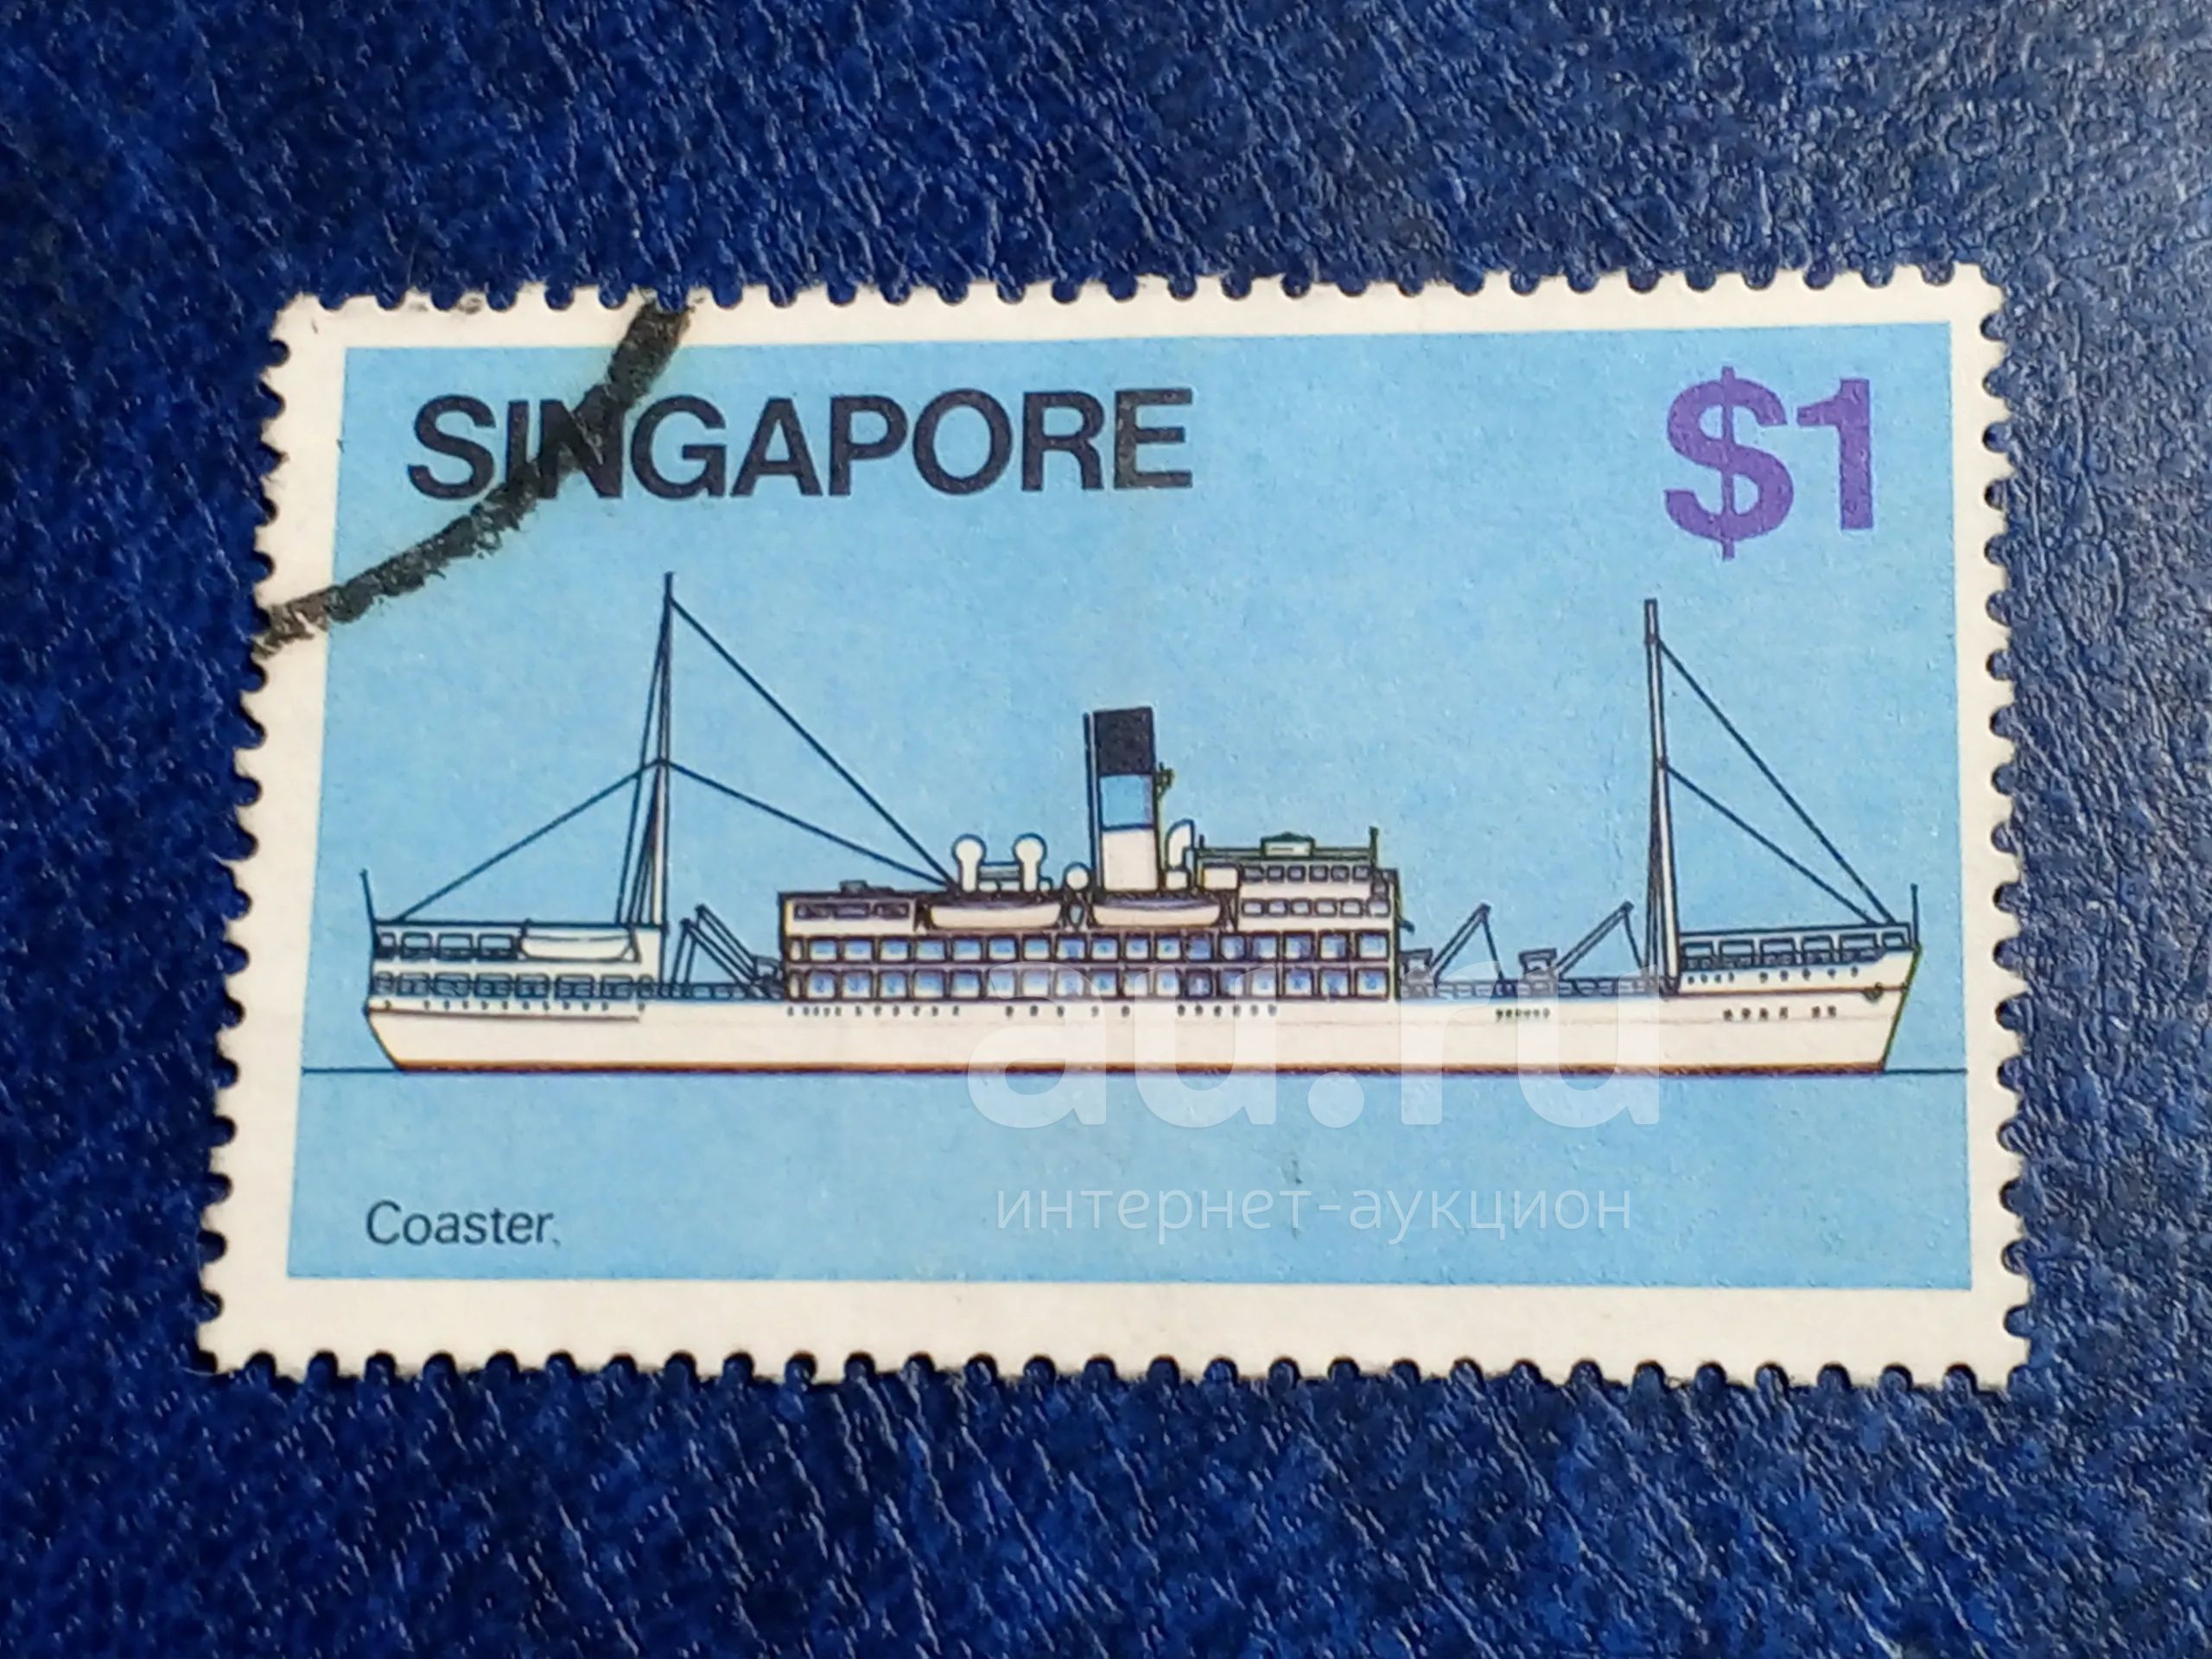 SINGAPORE $1
au.ru
интернет-аукцион
Coaster.